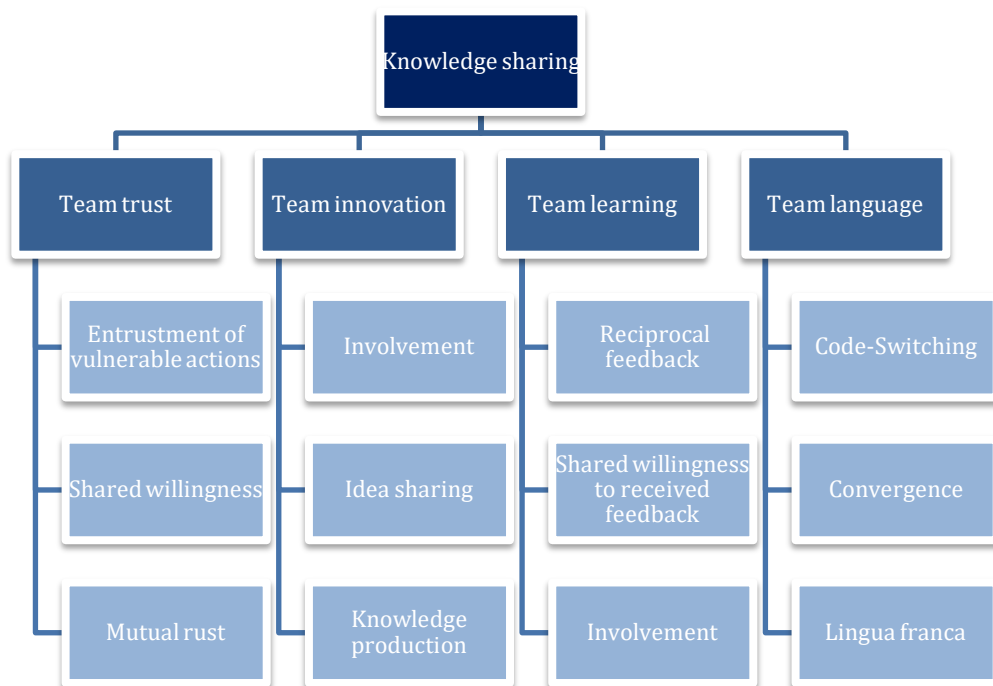 Knowledge sharing
Team trust
Team innovation
Team learning
Team language
Entrustment of
vulnerable actions
Involvement
Reciprocal
feedback
Code-Switching
Shared willingness
Idea sharing
Shared willingness
to received
feedback
Convergence
Mutual rust
Knowledge
production
Involvement
Lingua franca